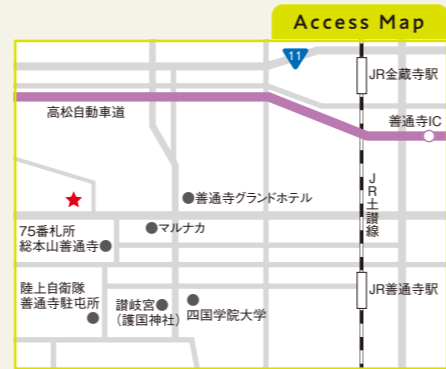 Access Map
11
JR金蔵寺駅
高松自動車道
善通寺IC
JR土讃線
善通寺グランドホテル
マルナカ
75番札所
総本山善通寺
陸上自衛隊
善通寺駐屯所
讃岐宮
(護国神社)
四国学院大学
JR善通寺駅